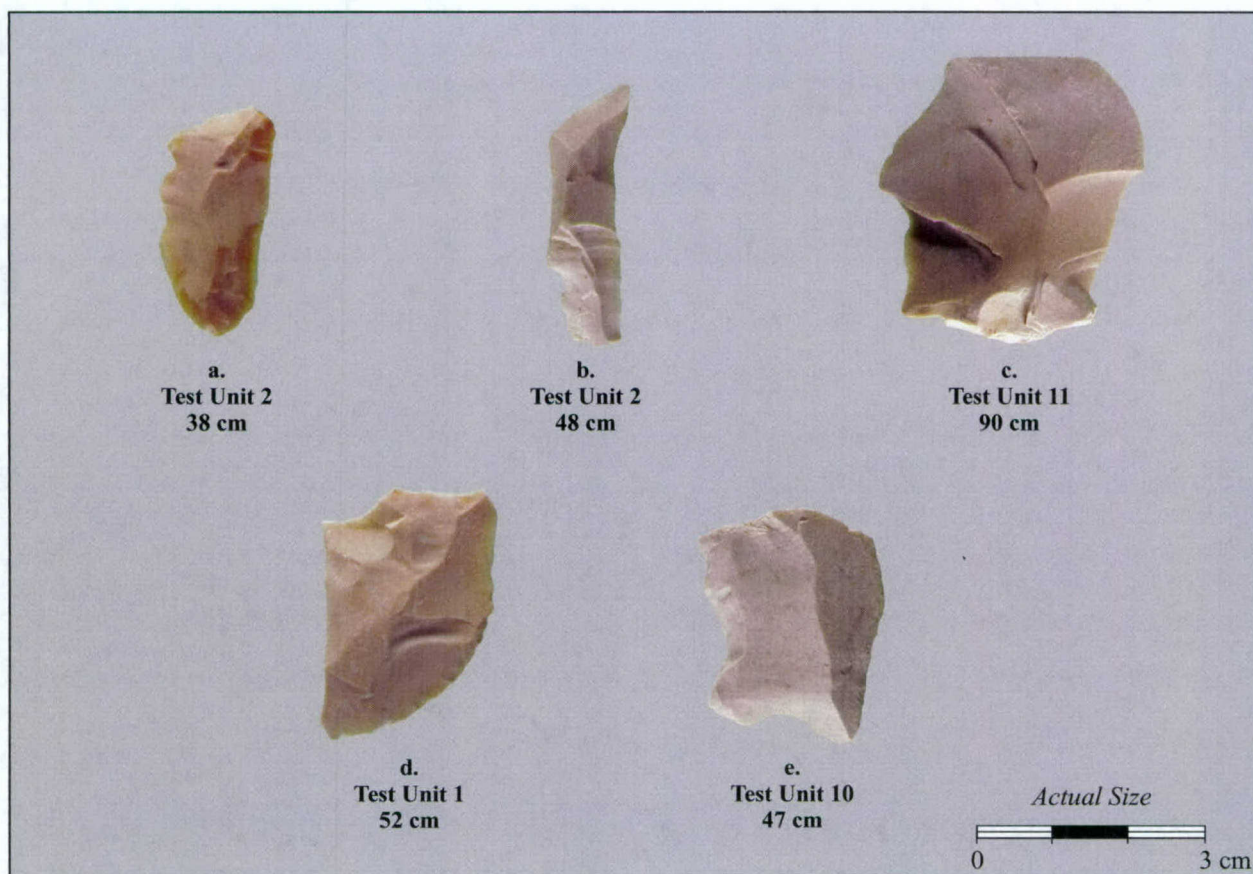 a.
Test Unit 2
38 cm
b.
Test Unit 2
48 cm
c.
Test Unit 11
90 cm
d.
Test Unit 1
52 cm
e.
Test Unit 10
47 cm
Actual Size
0 3 cm